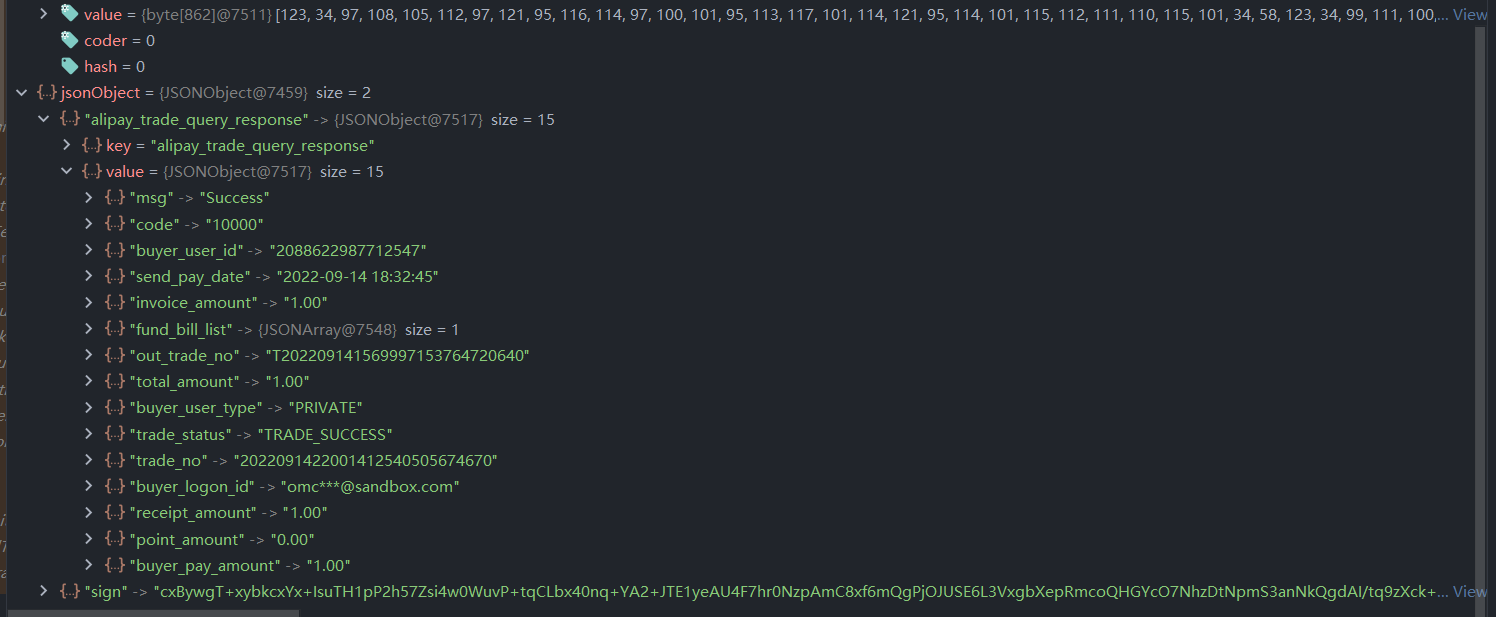 value = {byte[862]@7511} [123, 34, 97, 108, 105, 112, 97, 121, 95, 116, 114, 97, 100, 101, 95, 113, 117, 101, 114, 121, 95, 114, 101, 115, 112, 111, 110, 115, 101, 34, 58, 123, 34, 99, 111, 100,... View
coder = 0
hash = 0
{..} jsonObject = {JSONObject@7459} size = 2
{..} "alipay_trade_query_response" -> {JSONObject@7517} size = 15
{..} key = "alipay_trade_query_response"
{..} value = {JSONObject@7517} size = 15
{..} "msg" -> "Success"
{..} "code" -> "10000"
{..} "buyer_user_id" -> "2088622987712547"
{..} "send_pay_date" -> "2022-09-14 18:32:45"
{..} "invoice_amount" -> "1.00"
{..} "fund_bill_list" -> {JSONArray@7548} size = 1
{..} "out_trade_no" -> "T202209141569997153764720640"
{..} "total_amount" -> "1.00"
{..} "buyer_user_type" -> "PRIVATE"
{..} "trade_status" -> "TRADE_SUCCESS"
{..} "trade_no" -> "2022091422001412540505674670"
{..} "buyer_logon_id" -> "omc***@sandbox.com"
{..} "receipt_amount" -> "1.00"
{..} "point_amount" -> "0.00"
{..} "buyer_pay_amount" -> "1.00"
{..} "sign" -> "cxBywgT+xybkcxYx+IsuTH1pP2h57Zsi4w0WuvP+tqCLbx40nq+YA2+JTE1yeAU4F7hr0NzpAmC8xf6mQgPjOJUSE6L3VxgbXepRmcoQHGYcO7NhzDtNpmS3anNkQgdAI/tq9zXck+... View